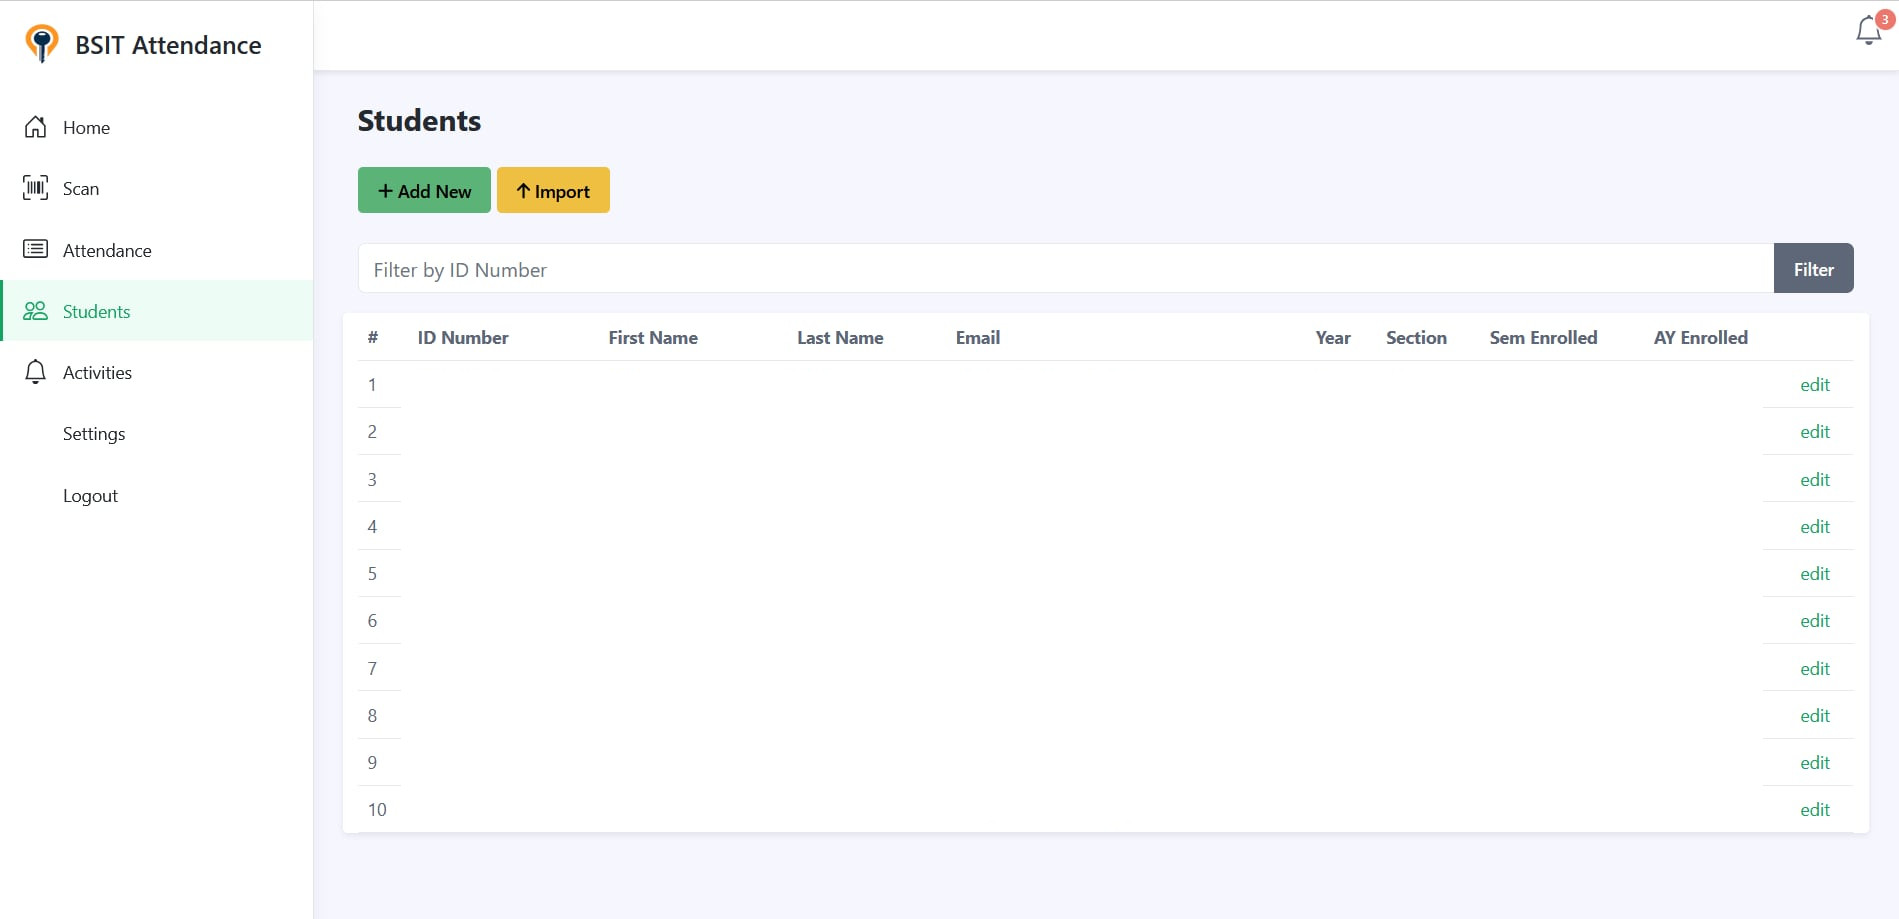 BSIT Attendance
3
Home
Scan
Attendance
Students
Activities
Settings
Logout
Students
+ Add New
↑ Import
Filter by ID Number
Filter
# ID Number First Name Last Name Email Year Section Sem Enrolled AY Enrolled
1 edit
2 edit
3 edit
4 edit
5 edit
6 edit
7 edit
8 edit
9 edit
10 edit